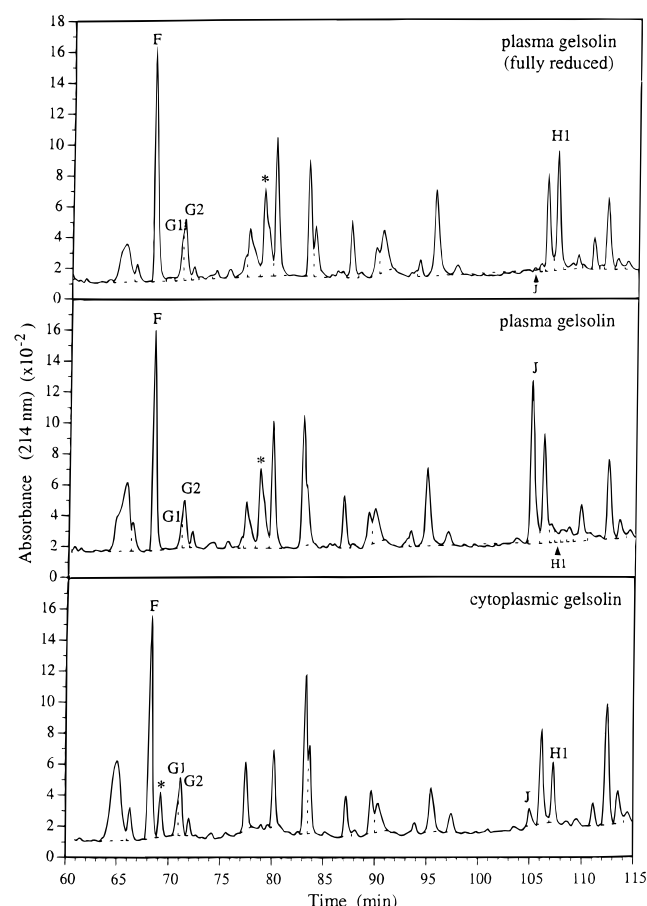 18
16
14
12
10
8
6
4
2
0
F
G1
G2
*
H1
J
plasma gelsolin
(fully reduced)
16
14
12
10
8
6
4
2
0
F
G1
G2
*
J
H1
plasma gelsolin
16
14
12
10
8
6
4
2
0
F
*
G1
G2
J
H1
cytoplasmic gelsolin
Absorbance (214 nm) (x10-2)
60 65 70 75 80 85 90 95 100 105 110 115
Time (min)